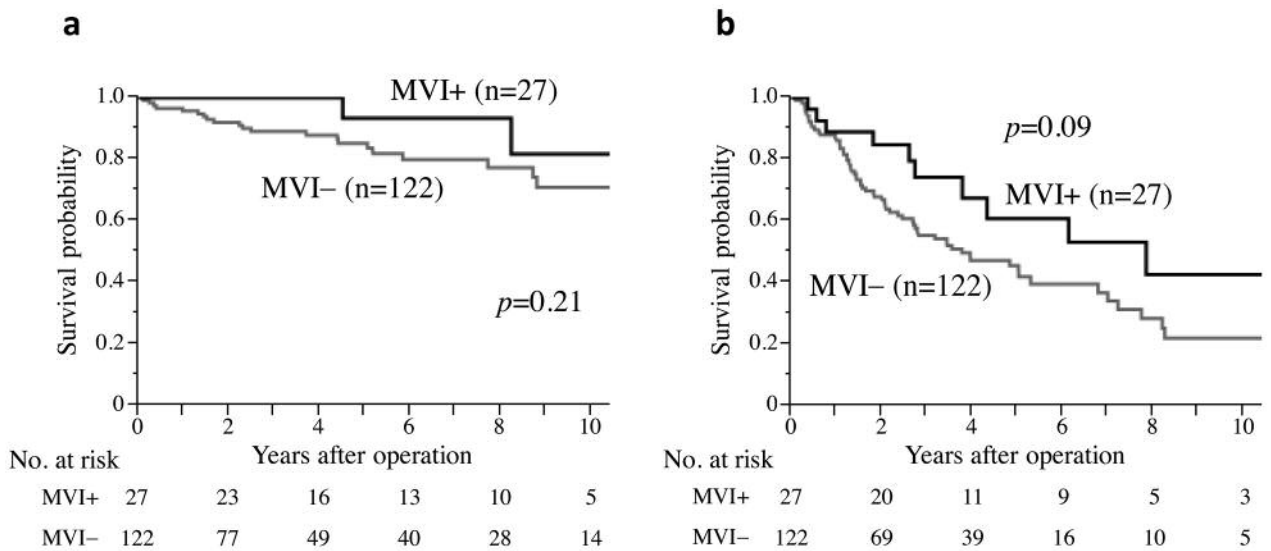 a
MVI+ (n=27)
MVI– (n=122)
p=0.21
Survival probability
1.0
0.8
0.6
0.4
0.2
0
0 2 4 6 8 10
Years after operation
No. at risk
MVI+ 27 23 16 13 10 5
MVI– 122 77 49 40 28 14
b
p=0.09
MVI+ (n=27)
MVI– (n=122)
Survival probability
1.0
0.8
0.6
0.4
0.2
0
0 2 4 6 8 10
Years after operation
No. at risk
MVI+ 27 20 11 9 5 3
MVI– 122 69 39 16 10 5